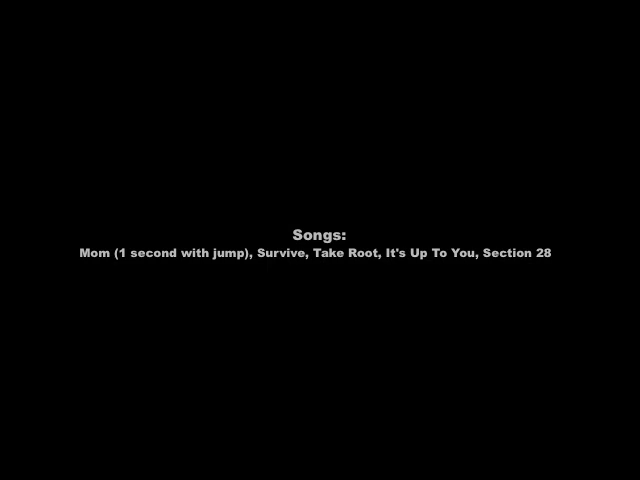 Songs:
Mom (1 second with jump), Survive, Take Root, It's Up To You, Section 28